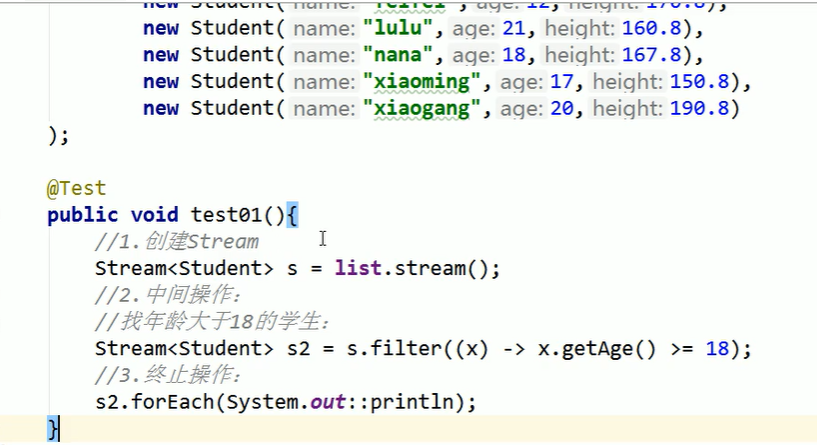 new Student( name: "feifei", age: 12, height: 170.8),
new Student( name: "lulu", age: 21, height: 160.8),
new Student( name: "nana", age: 18, height: 167.8),
new Student( name: "xiaoming", age: 17, height: 150.8),
new Student( name: "xiaogang", age: 20, height: 190.8)
);
@Test
public void test01(){
//1.创建Stream
Stream<Student> s = list.stream();
//2.中间操作:
//找年龄大于18的学生:
Stream<Student> s2 = s.filter((x) -> x.getAge() >= 18);
//3.终止操作:
s2.forEach(System.out::println);
}